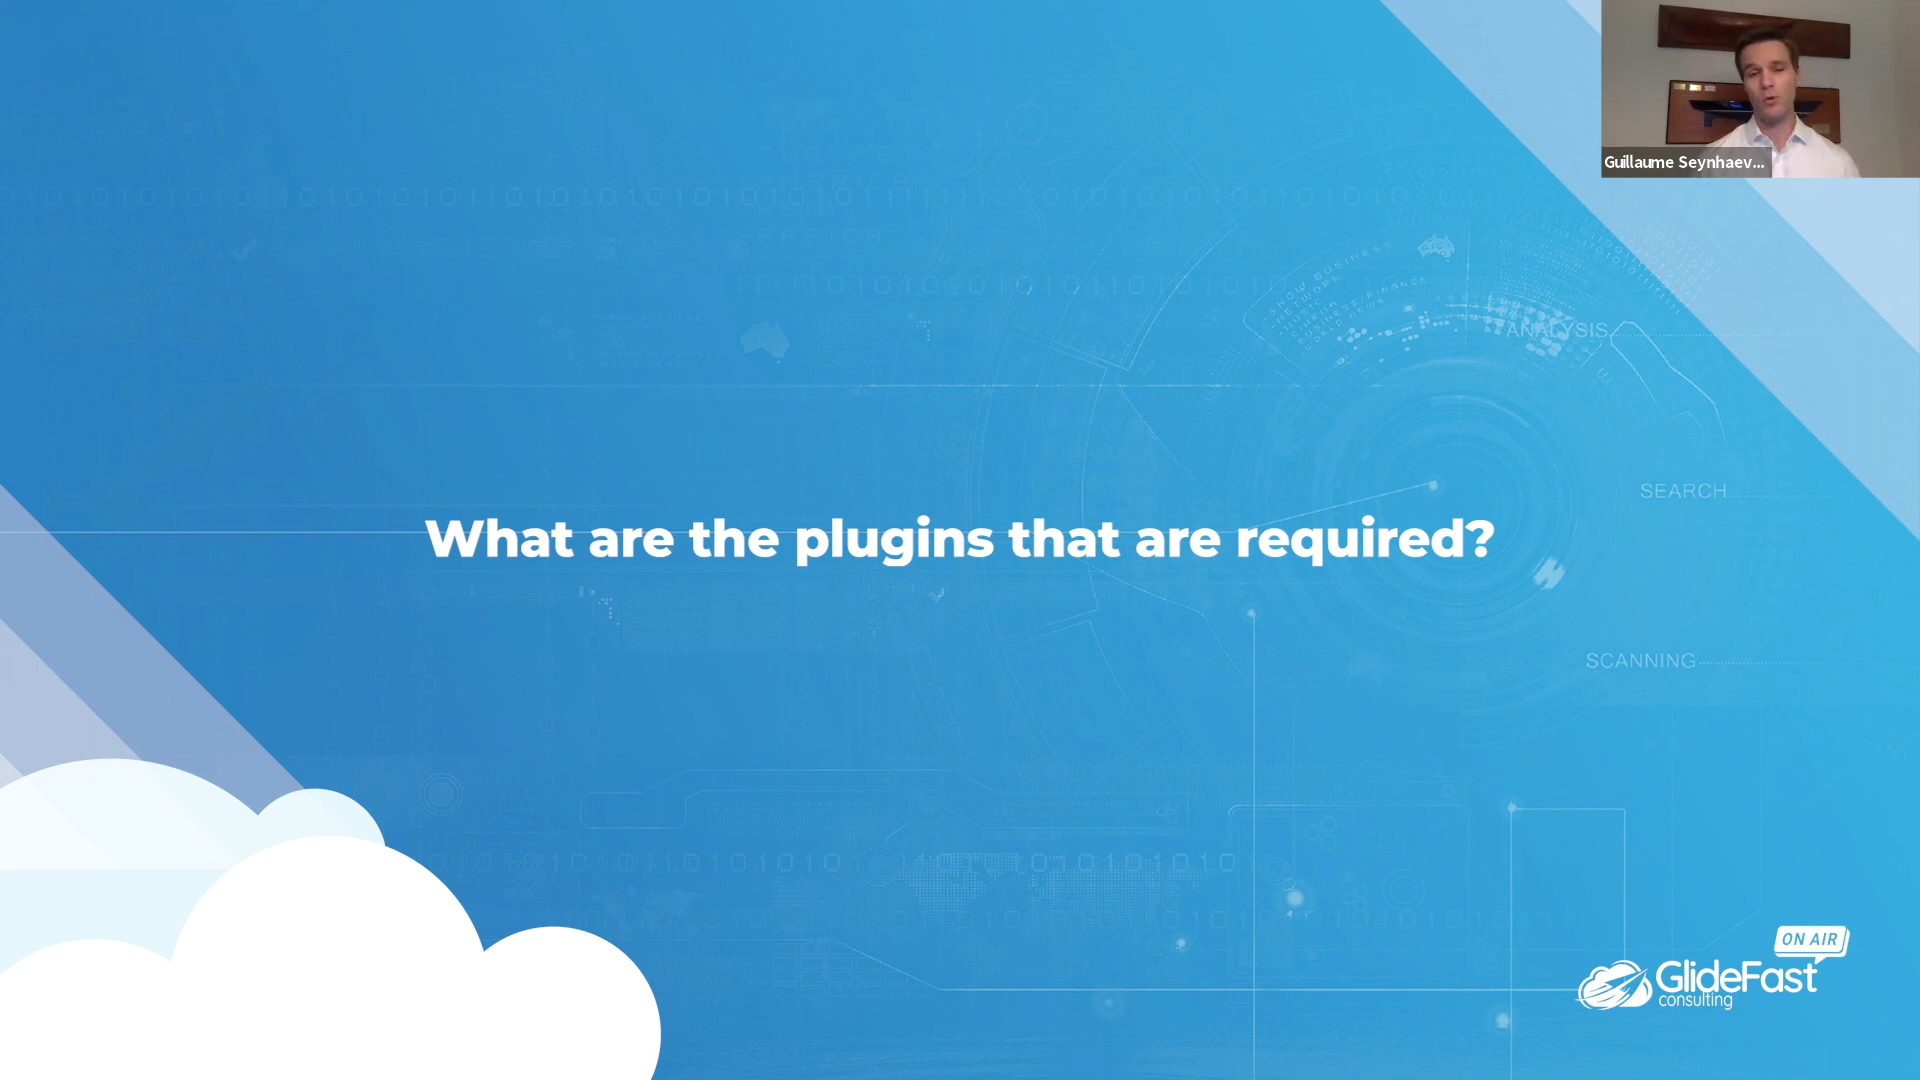 Guillaume Seynhaev...
ANALYSIS
SEARCH
What are the plugins that are required?
SCANNING
ON AIR
GlideFast
consulting